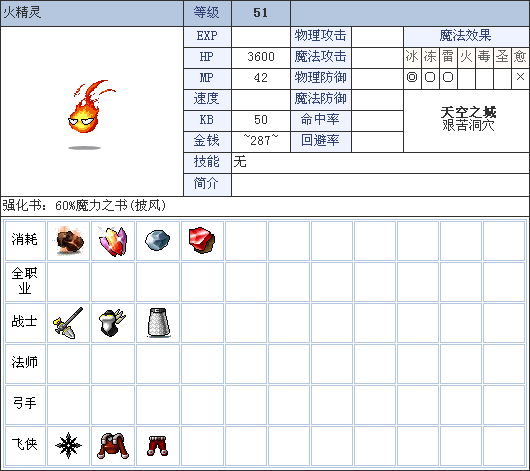 火精灵 等级 51
EXP 物理攻击 魔法效果
HP 3600 魔法攻击 冰 冻 雷 火 毒 圣 愈
MP 42 物理防御 ◎ ○ ○ ×
速度 魔法防御
KB 50 命中率
天空之城
艰苦洞穴
金钱 ~287~ 回避率
技能 无
简介
强化书: 60%魔力之书(披风)
消耗
全职
业
战士
法师
弓手
飞侠